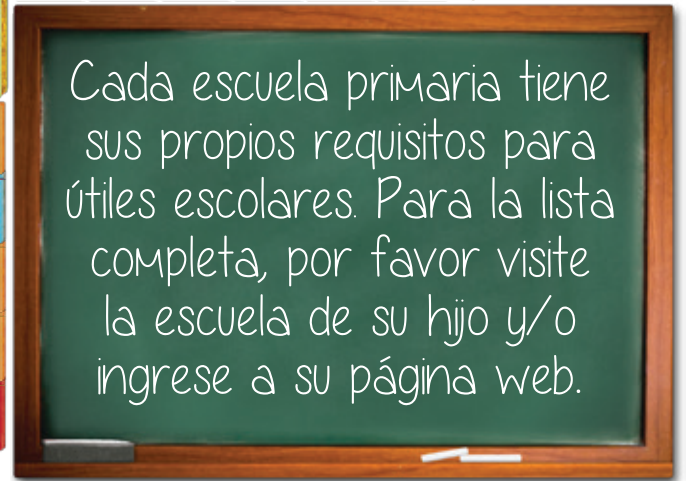 Cada escuela primaria tiene
sus propios requisitos para
útiles escolares. Para la lista
completa, por favor visite
la escuela de su hijo y/o
ingrese a su página web.